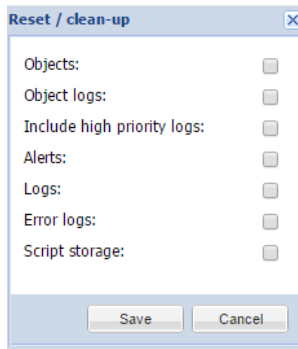 Reset / clean-up
Objects:
Object logs:
Include high priority logs:
Alerts:
Logs:
Error logs:
Script storage:
Save Cancel